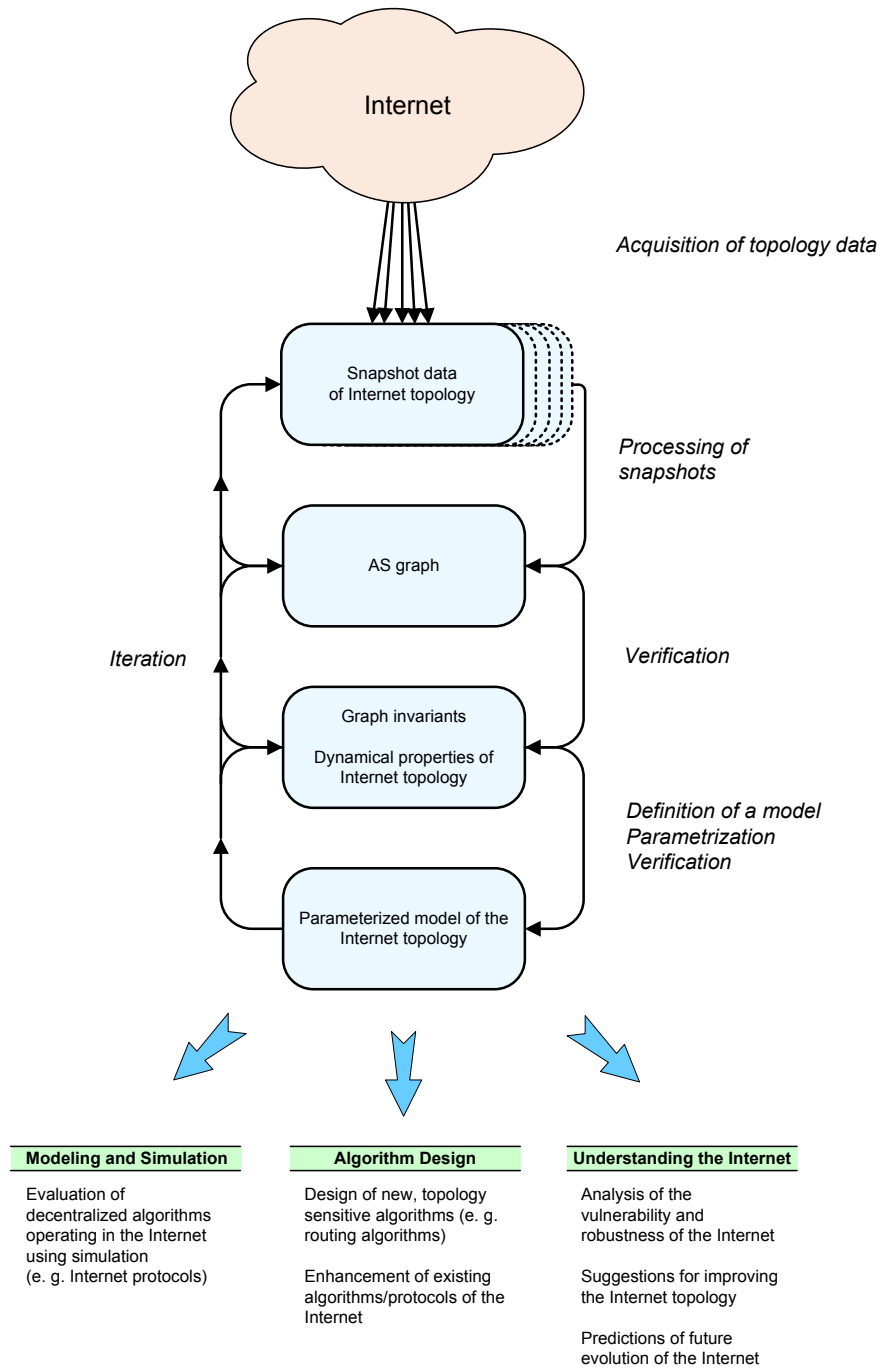 Internet
Acquisition of topology data
Snapshot data
of Internet topology
Processing of
snapshots
AS graph
Iteration
Verification
Graph invariants
Dynamical properties of
Internet topology
Definition of a model
Parametrization
Verification
Parameterized model of the
Internet topology
Modeling and Simulation
Evaluation of
decentralized algorithms
operating in the Internet
using simulation
(e. g. Internet protocols)
Algorithm Design
Design of new, topology
sensitive algorithms (e. g.
routing algorithms)
Enhancement of existing
algorithms/protocols of the
Internet
Understanding the Internet
Analysis of the
vulnerability and
robustness of the Internet
Suggestions for improving
the Internet topology
Predictions of future
evolution of the Internet